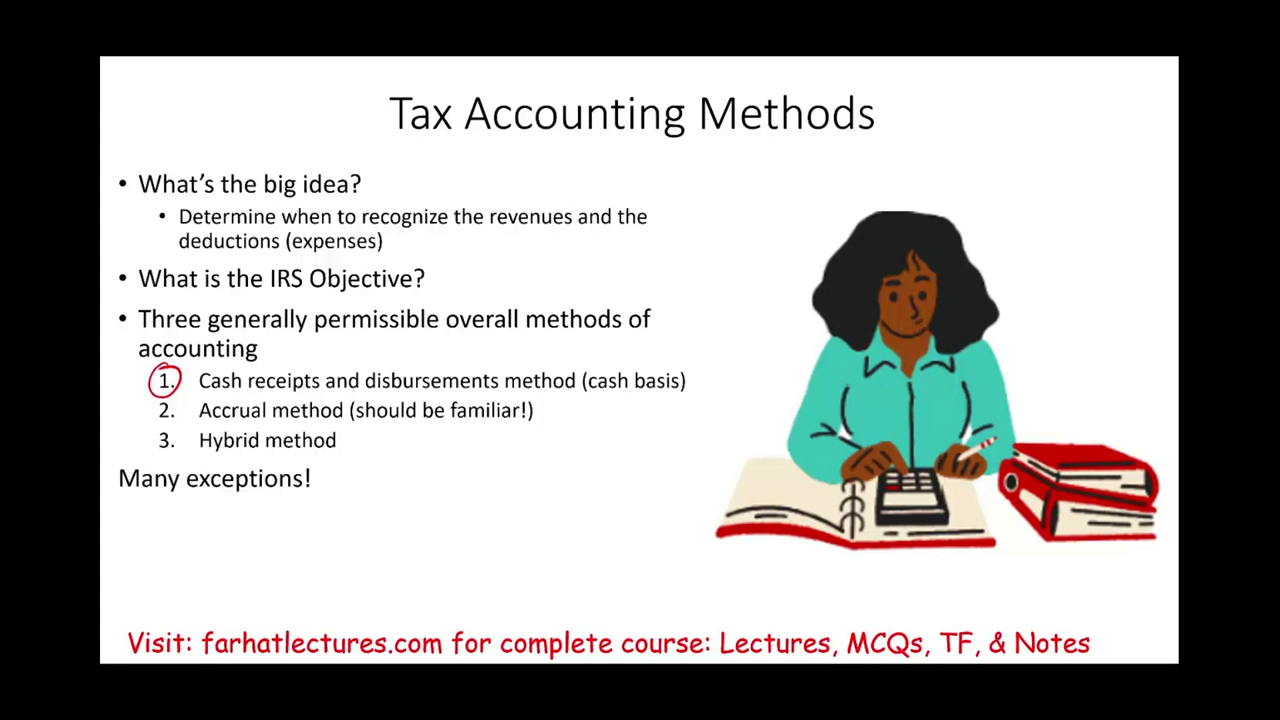 Tax Accounting Methods
• What's the big idea?
• Determine when to recognize the revenues and the
deductions (expenses)
• What is the IRS Objective?
• Three generally permissible overall methods of
accounting
1. Cash receipts and disbursements method (cash basis)
2. Accrual method (should be familiar!)
3. Hybrid method
Many exceptions!
Visit: farhatlectures.com for complete course: Lectures, MCQs, TF, & Notes